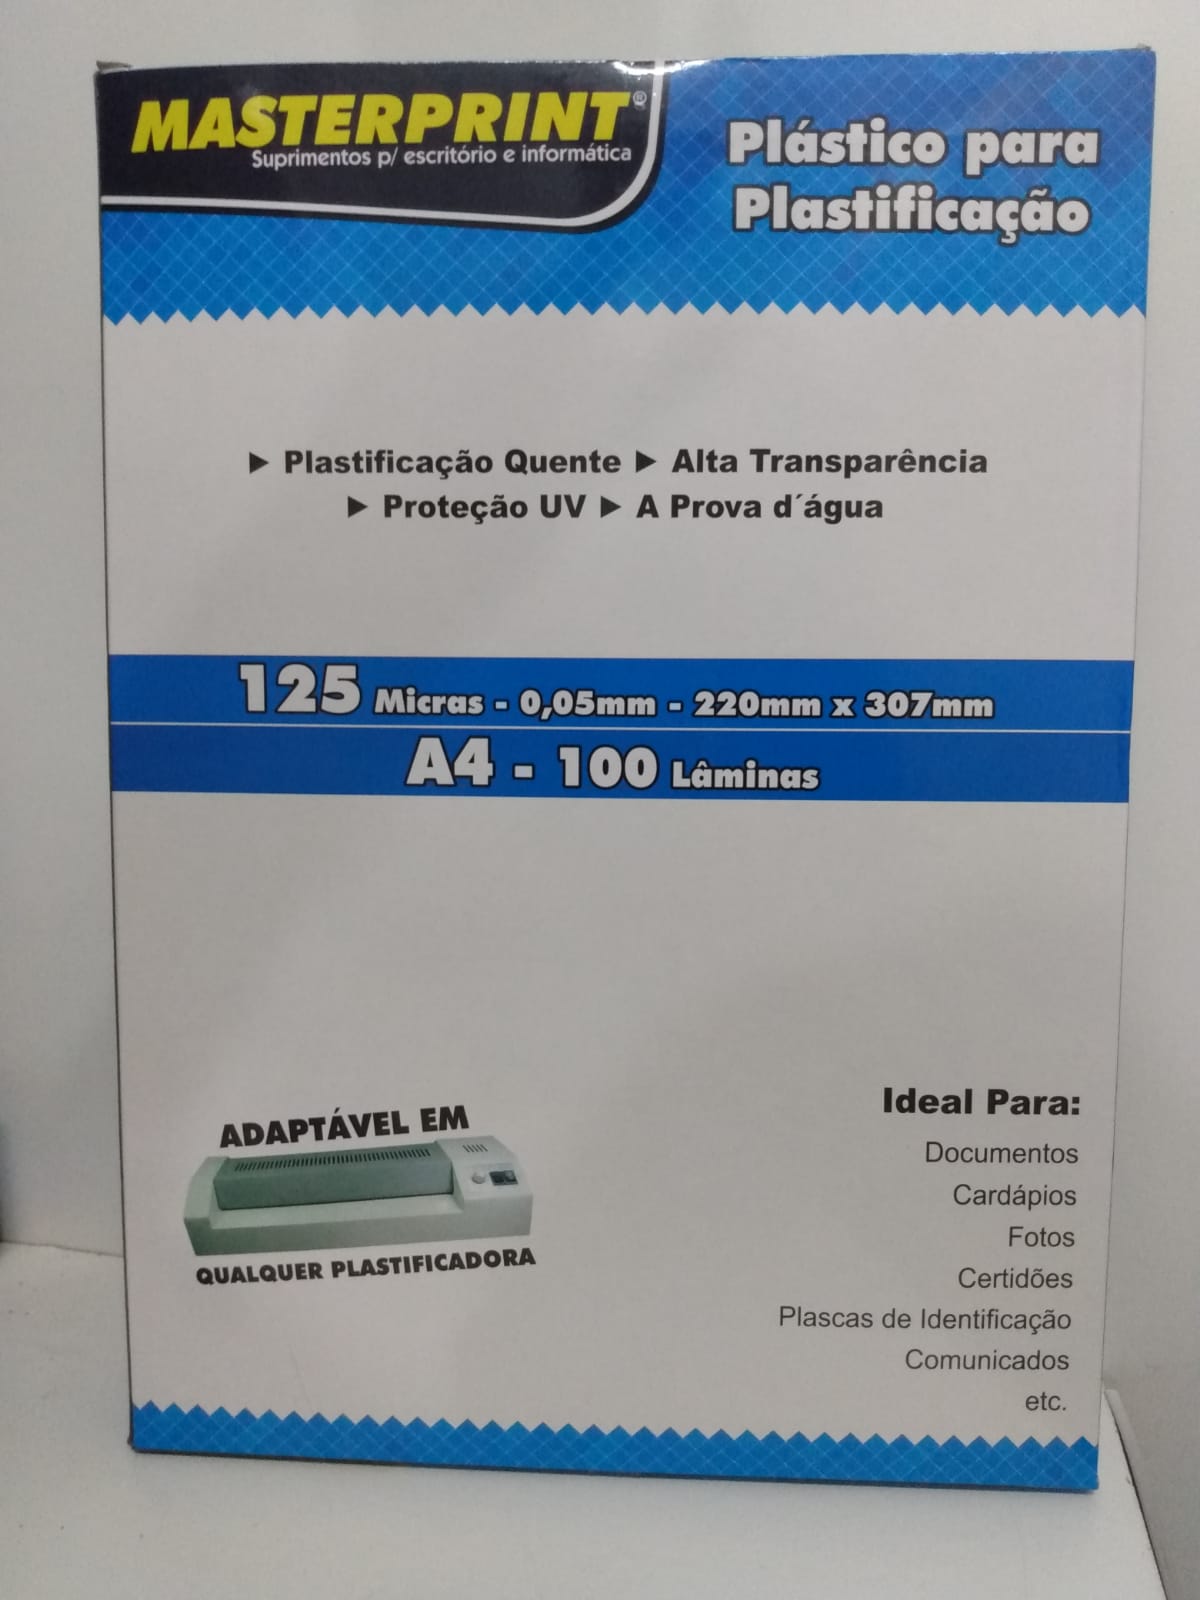 MASTERPRINT®
Suprimentos p/ escritório e informática
Plástico para
Plastificação
► Plastificação Quente ► Alta Transparência
► Proteção UV ► A Prova d´água
125 Micras - 0,05mm - 220mm x 307mm
A4 - 100 Lâminas
ADAPTÁVEL EM
QUALQUER PLASTIFICADORA
Ideal Para:
Documentos
Cardápios
Fotos
Certidões
Plascas de Identificação
Comunicados
etc.